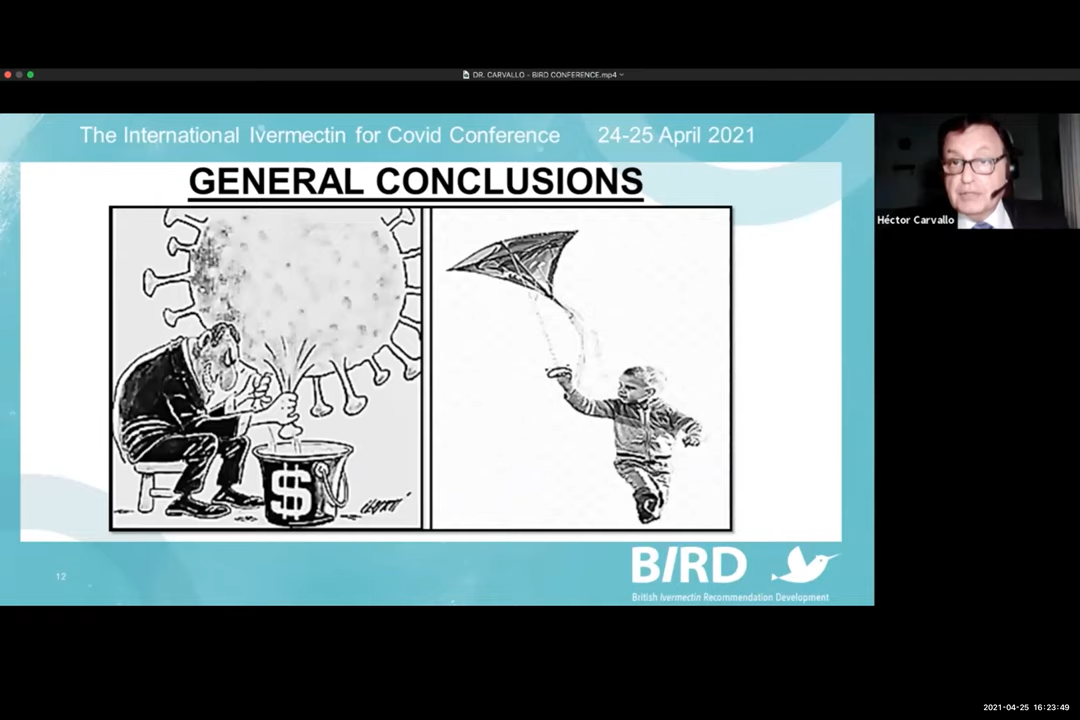 DR. CARVALLO - BIRD CONFERENCE.mp4
The International Ivermectin for Covid Conference 24-25 April 2021
GENERAL CONCLUSIONS
Héctor Carvallo
$
BIRD
12
British Ivermectin Recommendation Development
2021-04-25 16:23:49